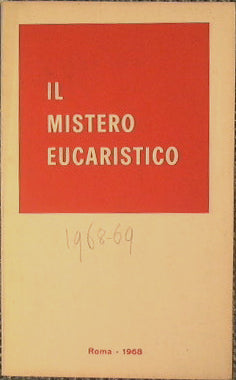 IL
MISTERO
EUCARISTICO
1968-69
Roma - 1968